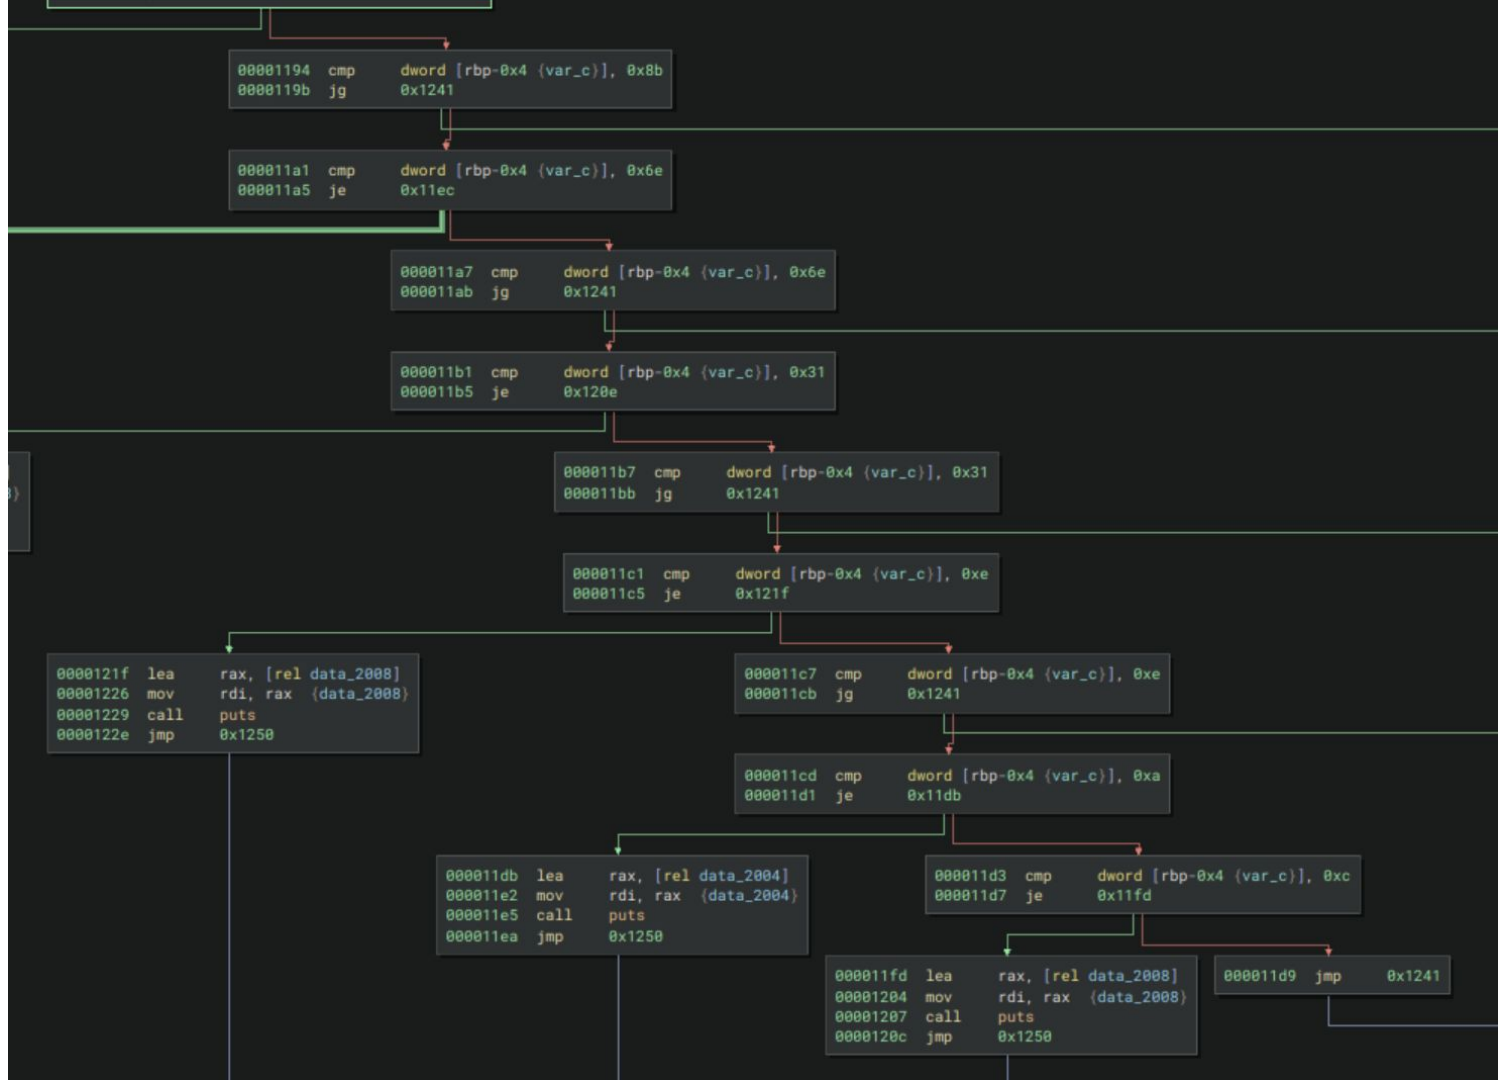 00001194 cmp dword [rbp-0x4 {var_c}], 0x8b
0000119b jg 0x1241
000011a1 cmp dword [rbp-0x4 {var_c}], 0x6e
000011a5 je 0x11ec
000011a7 cmp dword [rbp-0x4 {var_c}], 0x6e
000011ab jg 0x1241
000011b1 cmp dword [rbp-0x4 {var_c}], 0x31
000011b5 je 0x120e
000011b7 cmp dword [rbp-0x4 {var_c}], 0x31
000011bb jg 0x1241
000011c1 cmp dword [rbp-0x4 {var_c}], 0xe
000011c5 je 0x121f
0000121f lea rax, [rel data_2008]
00001226 mov rdi, rax {data_2008}
00001229 call puts
0000122e jmp 0x1250
000011c7 cmp dword [rbp-0x4 {var_c}], 0xe
000011cb jg 0x1241
000011cd cmp dword [rbp-0x4 {var_c}], 0xa
000011d1 je 0x11db
000011db lea rax, [rel data_2004]
000011e2 mov rdi, rax {data_2004}
000011e5 call puts
000011ea jmp 0x1250
000011d3 cmp dword [rbp-0x4 {var_c}], 0xc
000011d7 je 0x11fd
000011fd lea rax, [rel data_2008]
00001204 mov rdi, rax {data_2008}
00001207 call puts
0000120c jmp 0x1250
000011d9 jmp 0x1241